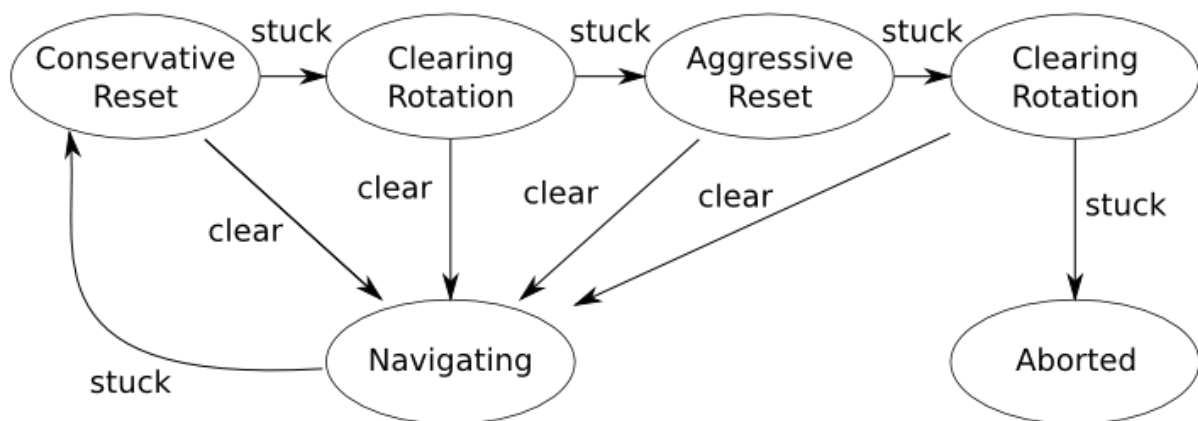 stuck
stuck
stuck
Conservative
Reset
Clearing
Rotation
Aggressive
Reset
Clearing
Rotation
clear
clear
clear
clear
stuck
stuck
Navigating
Aborted